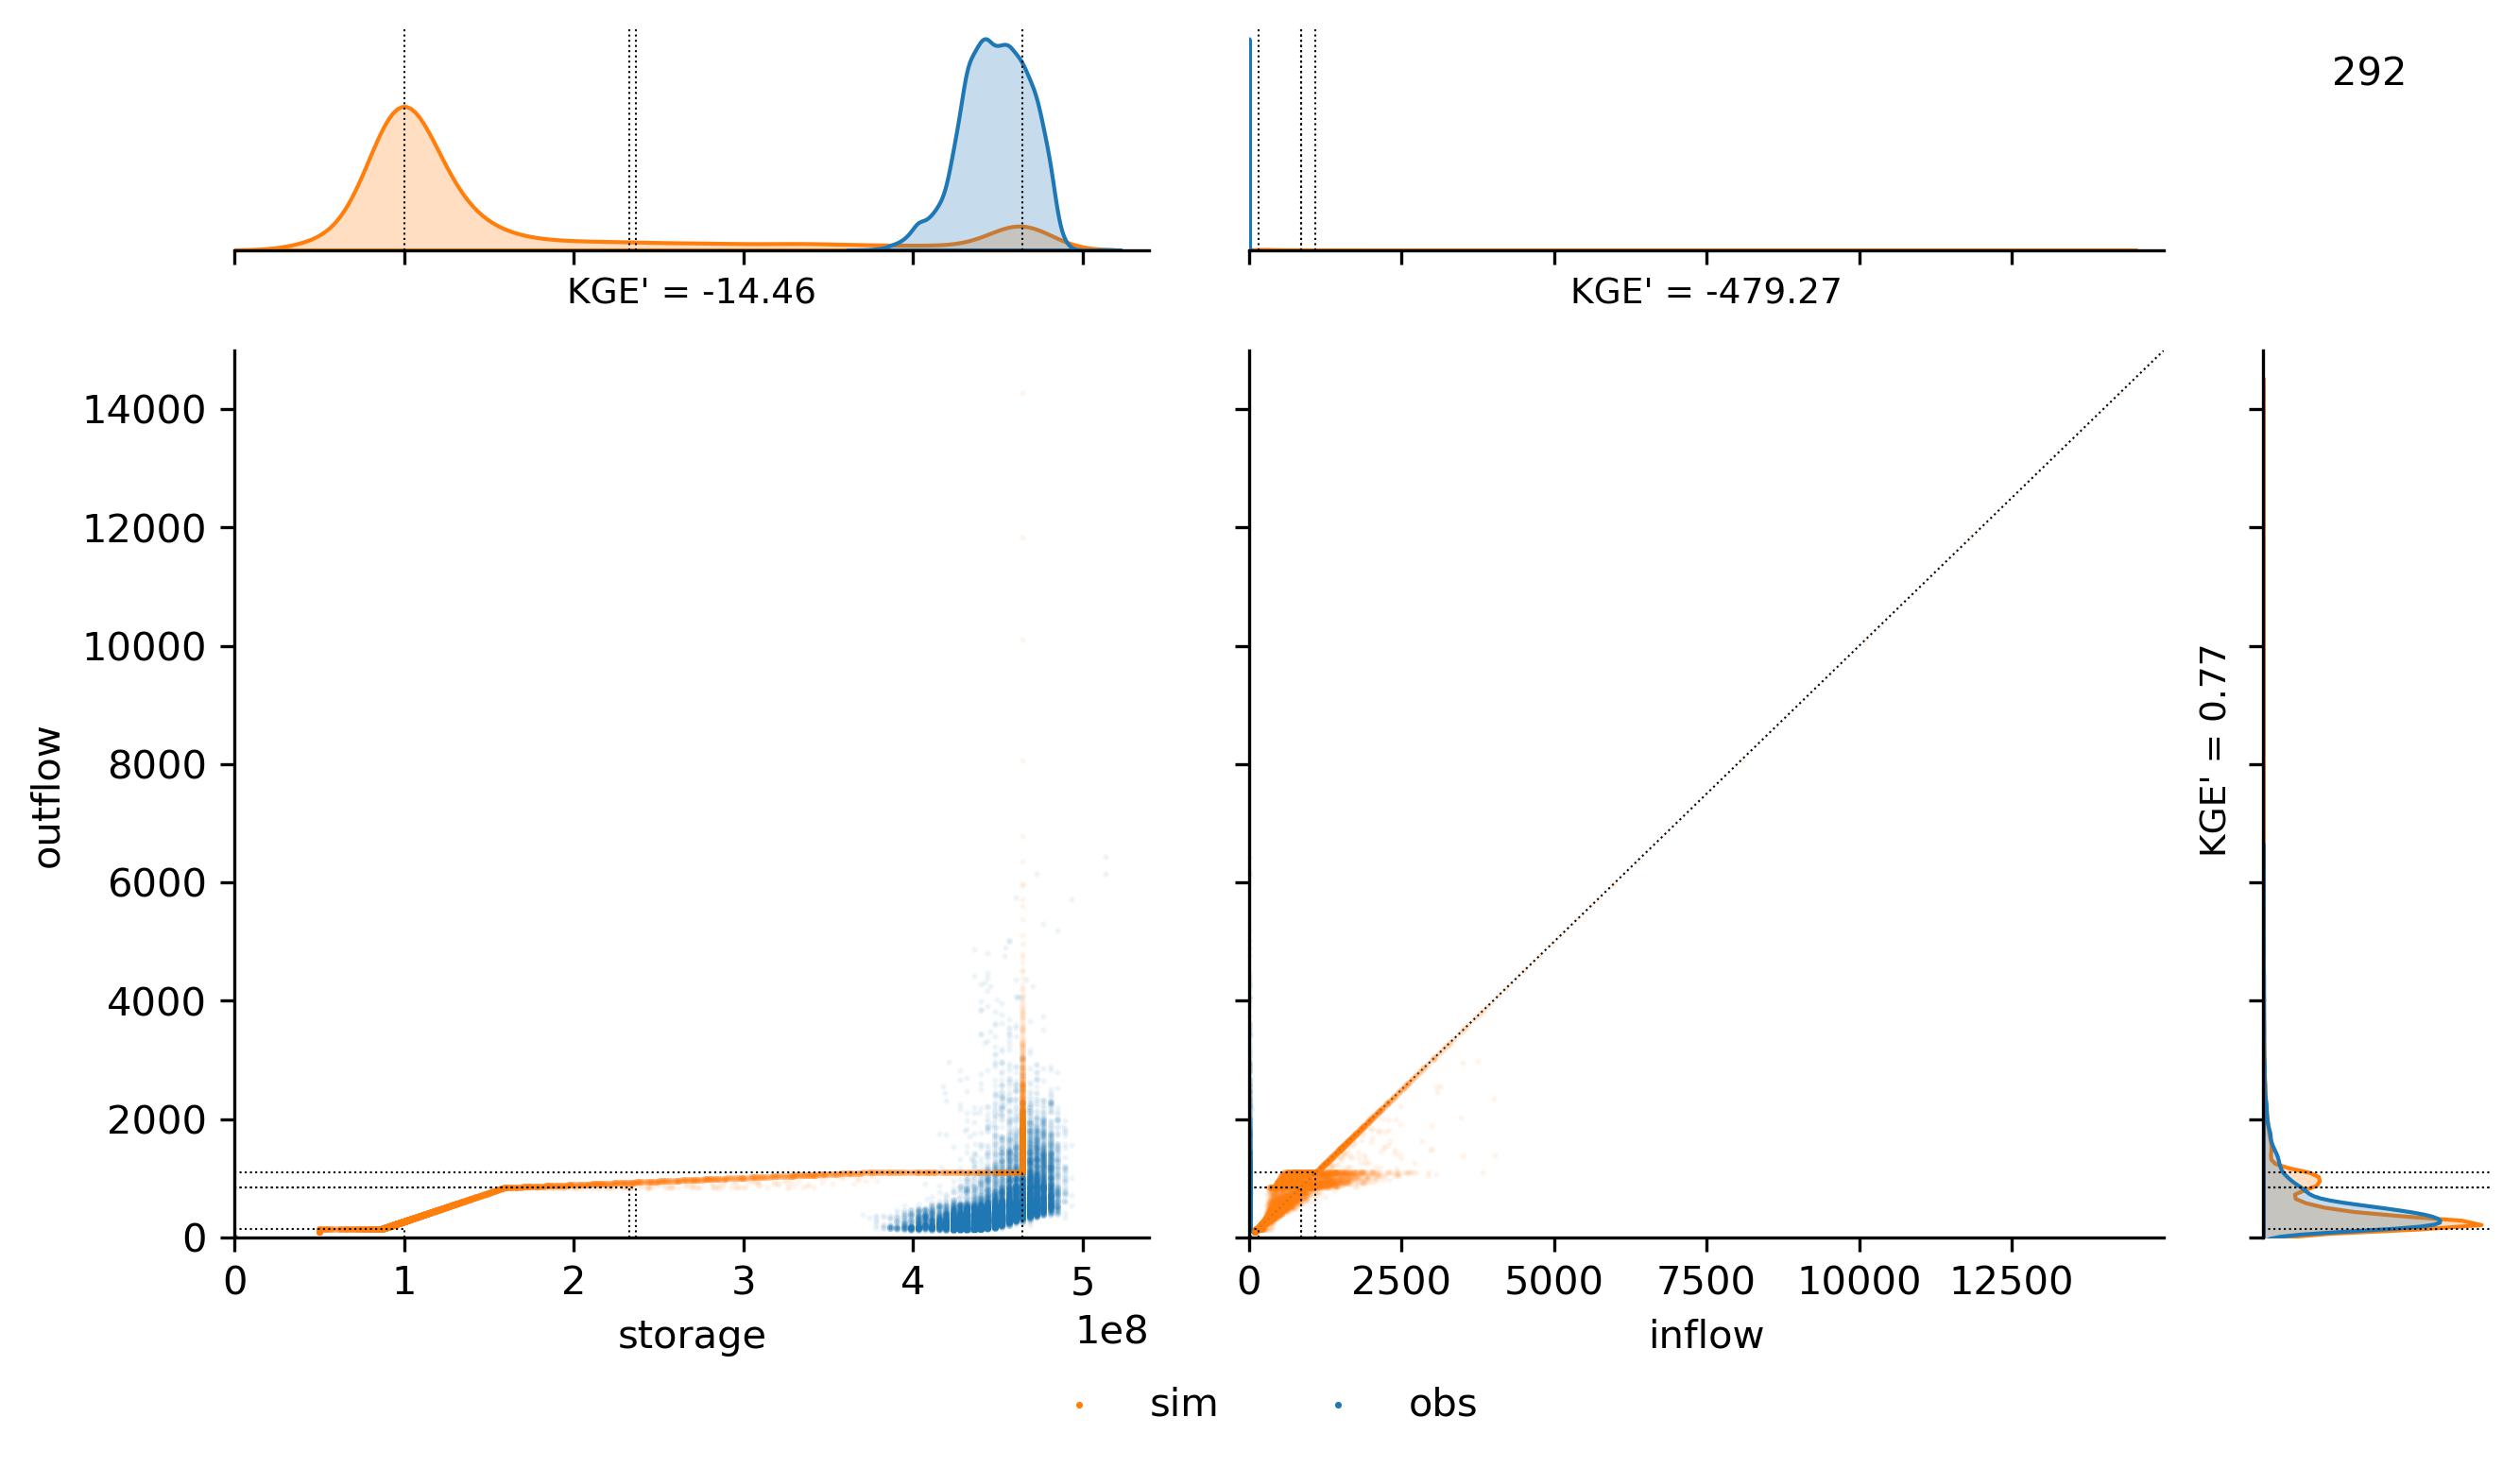 292
KGE' = -14.46
KGE' = -479.27
14000
12000
10000
8000
6000
4000
2000
0
outflow
KGE' = 0.77
0 1 2 3 4 5
1e8
storage
0 2500 5000 7500 10000 12500
inflow
sim obs